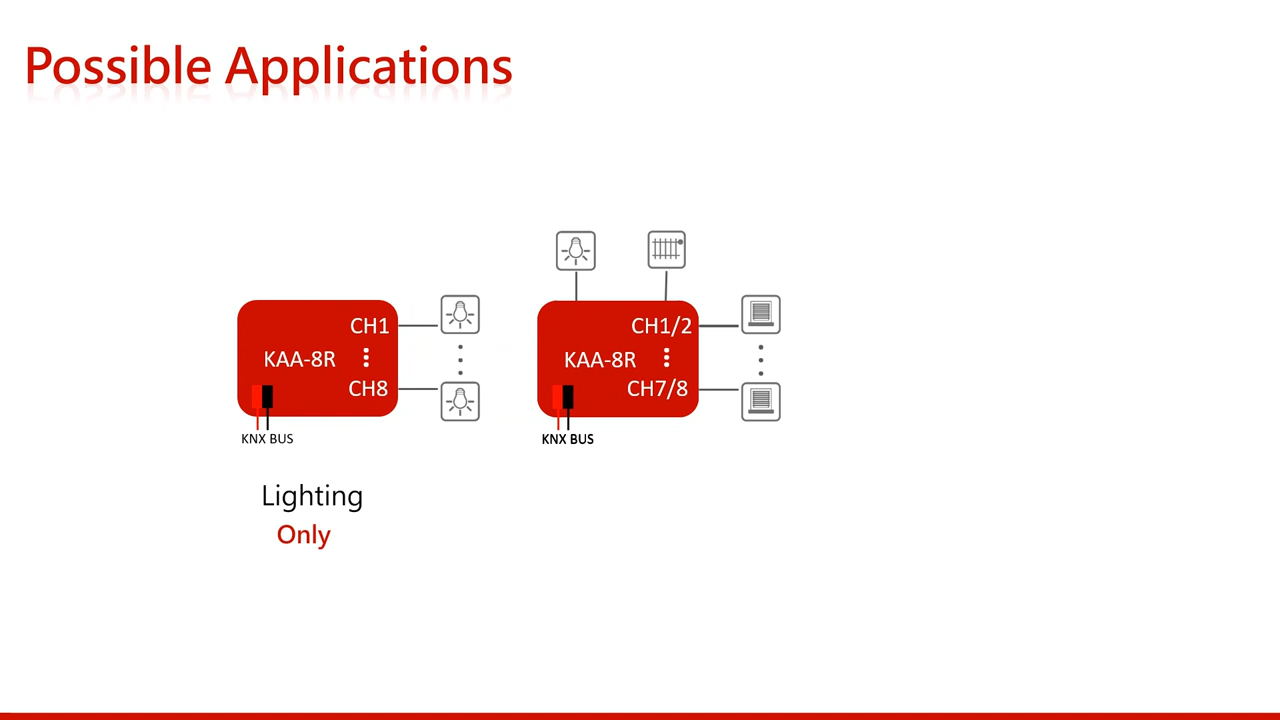 Possible Applications
CH1
KAA-8R
CH8
KNX BUS
Lighting
Only
CH1/2
KAA-8R
CH7/8
KNX BUS